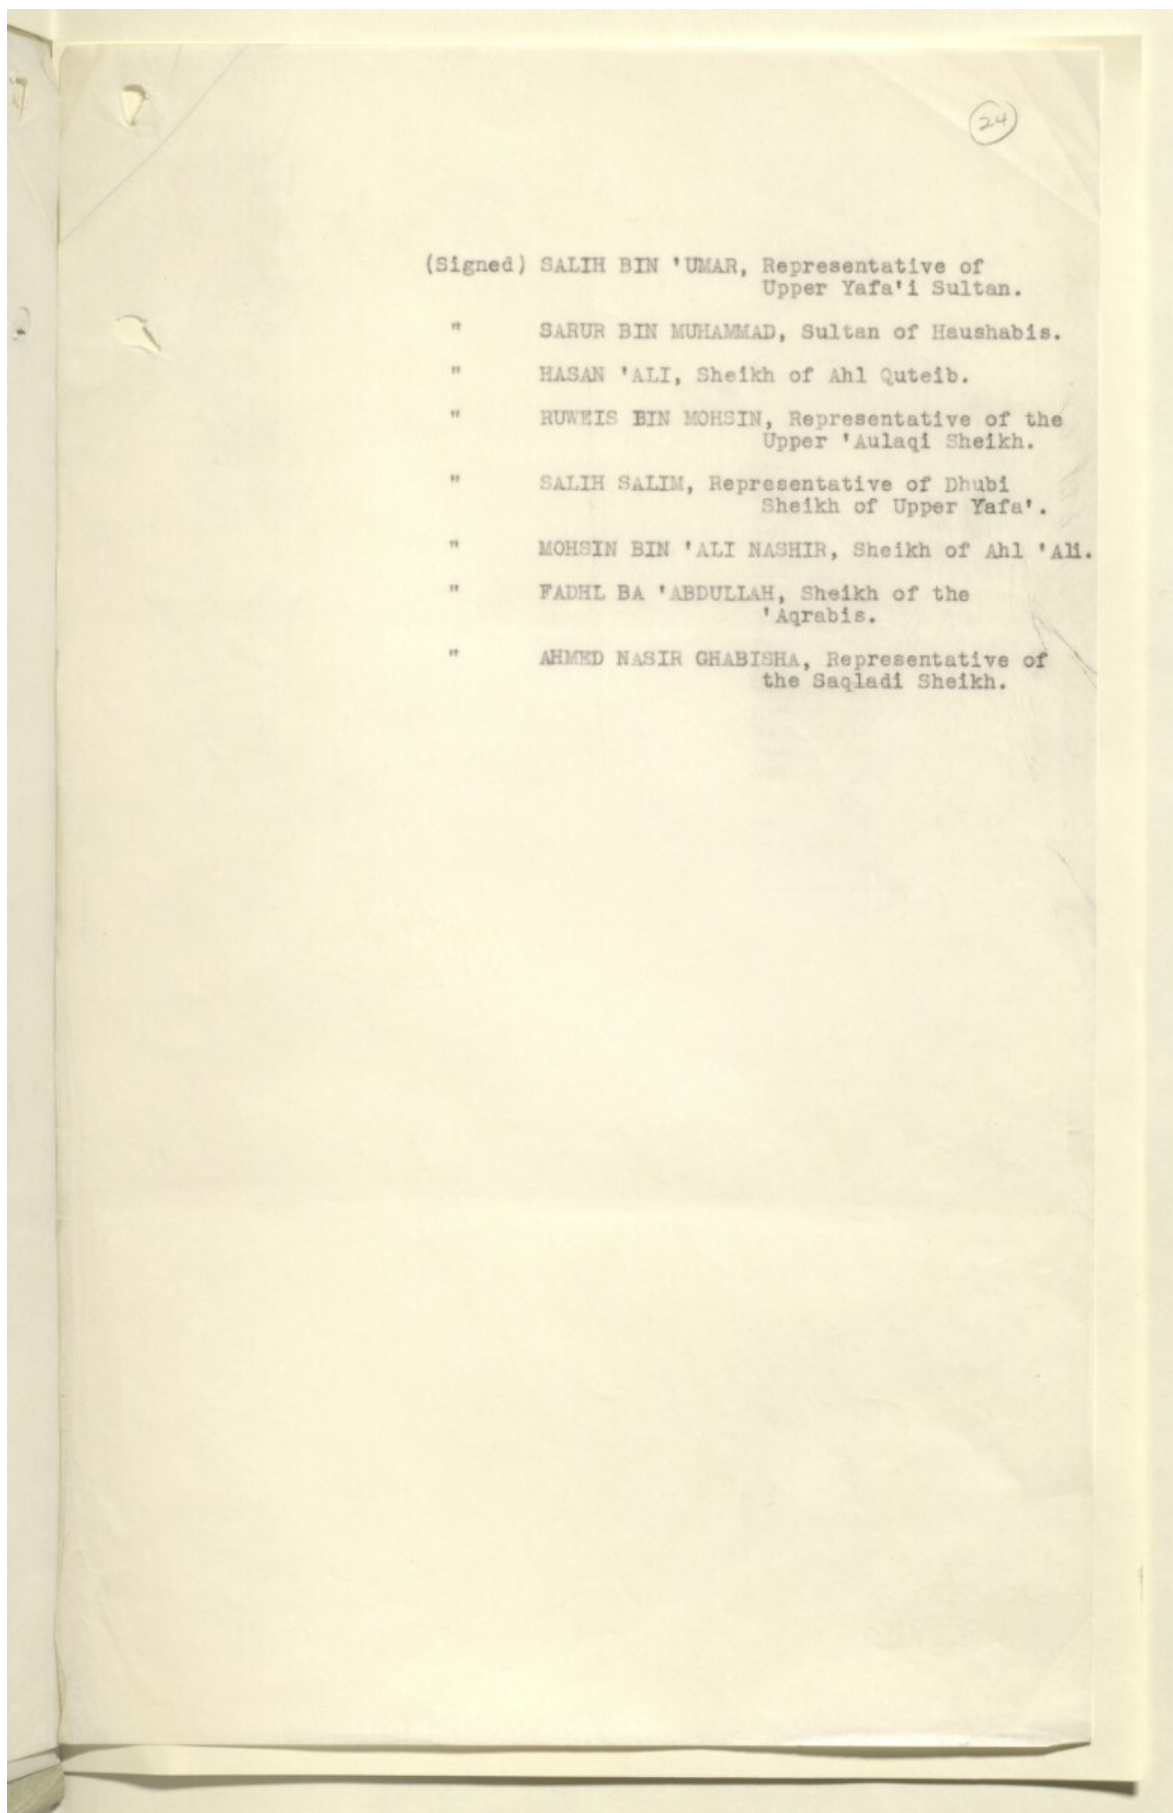 24
(Signed) SALIH BIN 'UMAR, Representative of
Upper Yafa'i Sultan.
" SARUR BIN MUHAMMAD, Sultan of Haushabis.
" HASAN 'ALI, Sheikh of Ahl Quteib.
" RUWEIS BIN MOHSIN, Representative of the
Upper 'Aulaqi Sheikh.
" SALIH SALIM, Representative of Dhubi
Sheikh of Upper Yafa'.
" MOHSIN BIN 'ALI NASHIR, Sheikh of Ahl 'Ali.
" FADHL BA 'ABDULLAH, Sheikh of the
'Aqrabis.
" AHMED NASIR GHABISHA, Representative of
the Saqladi Sheikh.